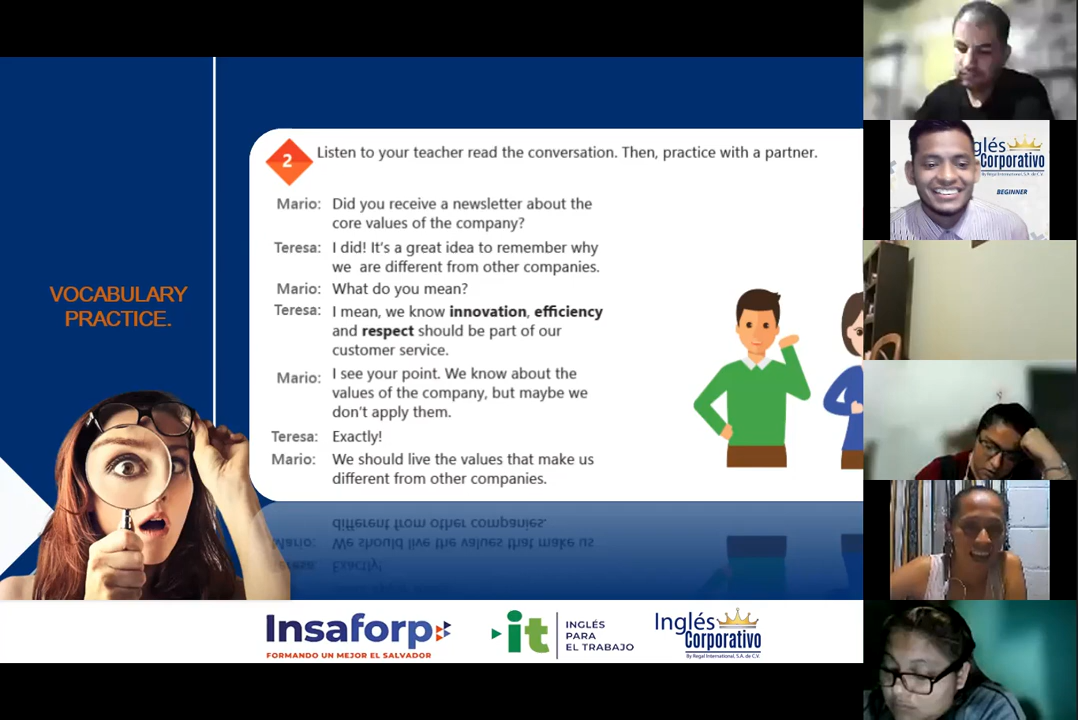 VOCABULARY
PRACTICE.
2
Listen to your teacher read the conversation. Then, practice with a partner.
Mario: Did you receive a newsletter about the
core values of the company?
Teresa: I did! It's a great idea to remember why
we are different from other companies.
Mario: What do you mean?
Teresa: I mean, we know innovation, efficiency
and respect should be part of our
customer service.
Mario: I see your point. We know about the
values of the company, but maybe we
don't apply them.
Teresa: Exactly!
Mario: We should live the values that make us
different from other companies.
Insaforp
FORMANDO UN MEJOR EL SALVADOR
it
INGLÉS
PARA
EL TRABAJO
Inglés
Corporativo
By Regal International, S.A. de C.V.
glés
Corporativo
By Regal International, S.A. de C.V.
BEGINNER